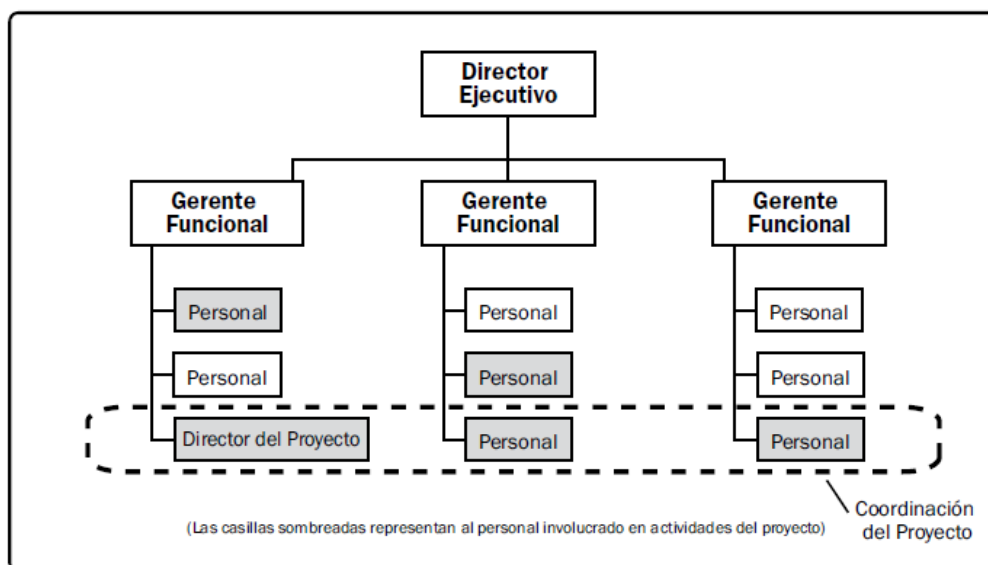 Director
Ejecutivo
Gerente
Funcional
Gerente
Funcional
Gerente
Funcional
Personal
Personal
Personal
Personal
Personal
Personal
Director del Proyecto
Personal
Personal
Coordinación
del Proyecto
(Las casillas sombreadas representan al personal involucrado en actividades del proyecto)